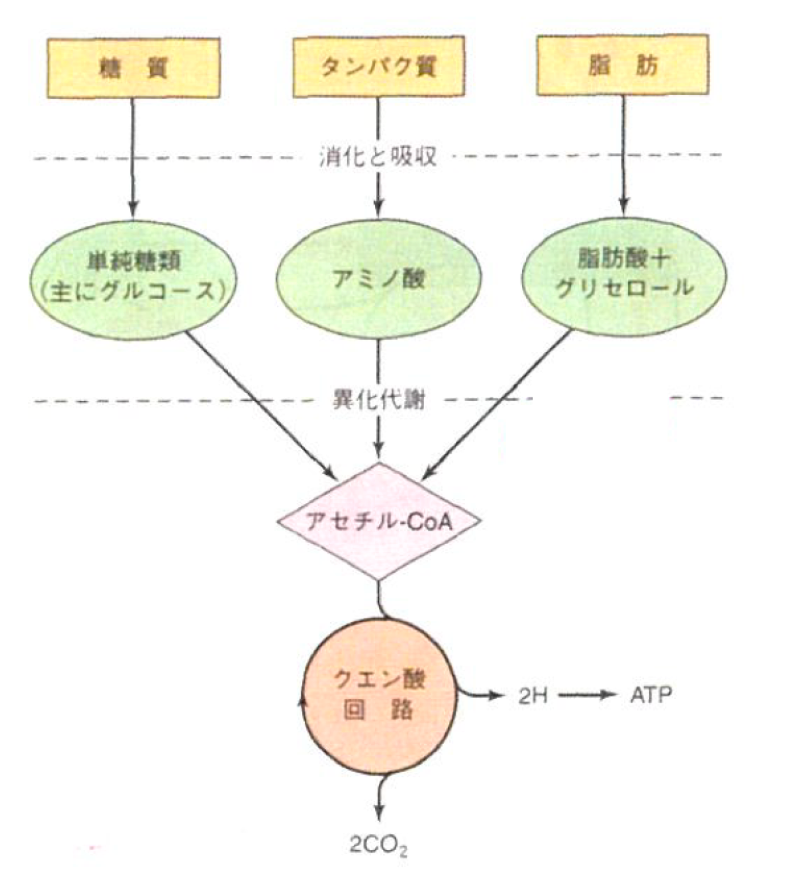 糖 質
タンパク質
脂 肪
消化と吸収
単純糖類
(主にグルコース)
アミノ酸
脂肪酸＋
グリセロール
異化代謝
アセチル-CoA
クエン酸
回 路
2H
ATP
2CO₂